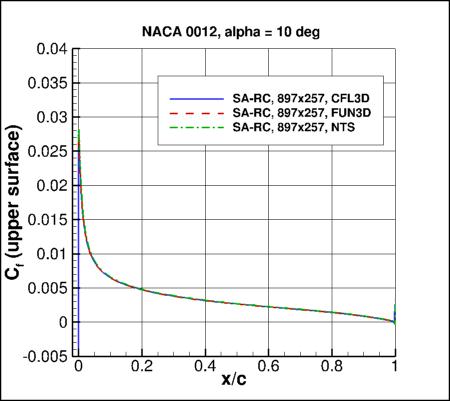 NACA 0012, alpha = 10 deg
SA-RC, 897x257, CFL3D
SA-RC, 897x257, FUN3D
SA-RC, 897x257, NTS
Cf (upper surface)
0.04
0.035
0.03
0.025
0.02
0.015
0.01
0.005
0
-0.005
0 0.2 0.4 0.6 0.8 1
x/c